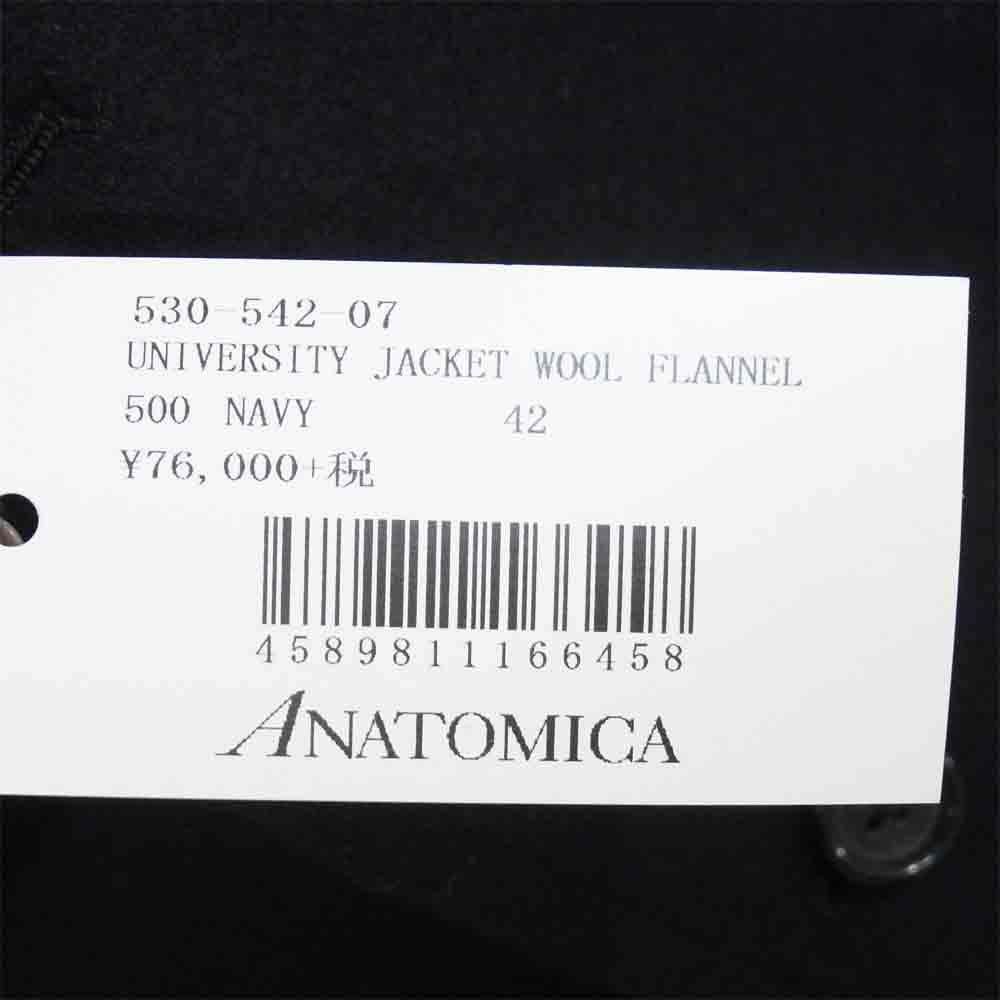 530-542-07
UNIVERSITY JACKET WOOL FLANNEL
500 NAVY 42
¥76,000+税
4589811166458
ANATOMICA